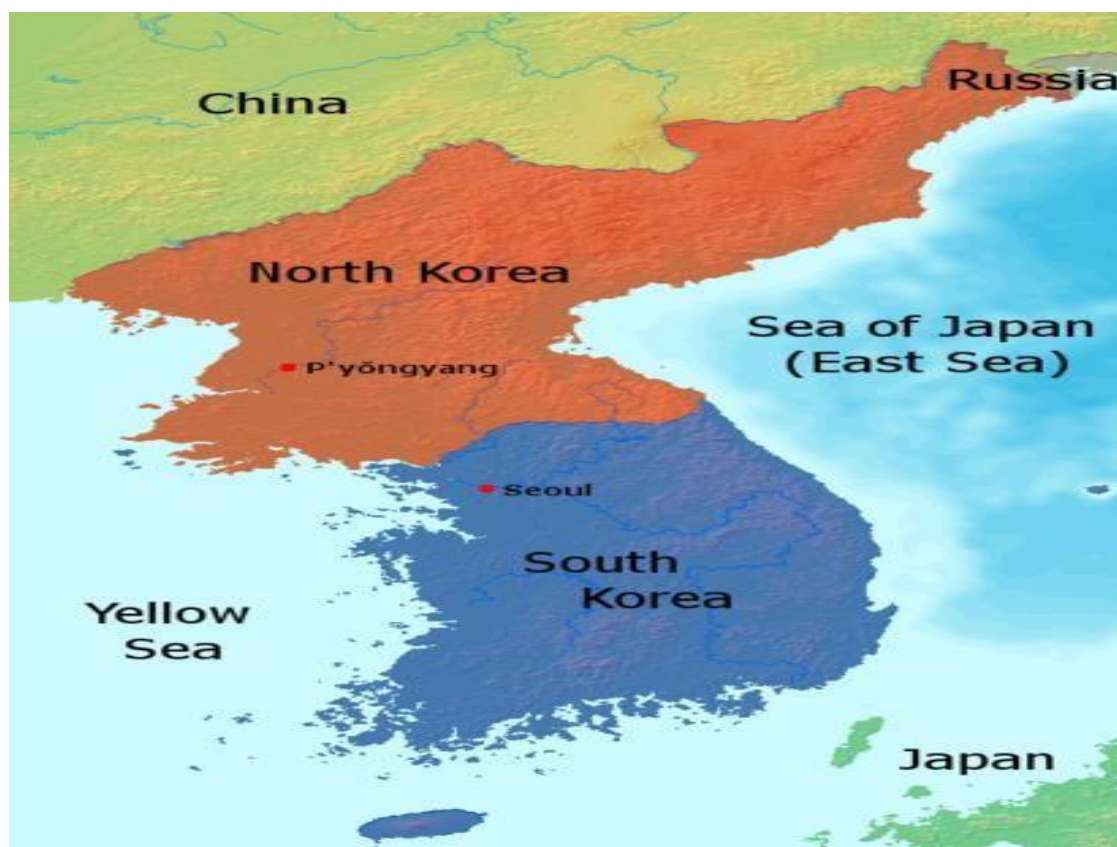 Russia
China
North Korea
Sea of Japan
(East Sea)
P'yŏngyang
Seoul
South
Korea
Yellow
Sea
Japan